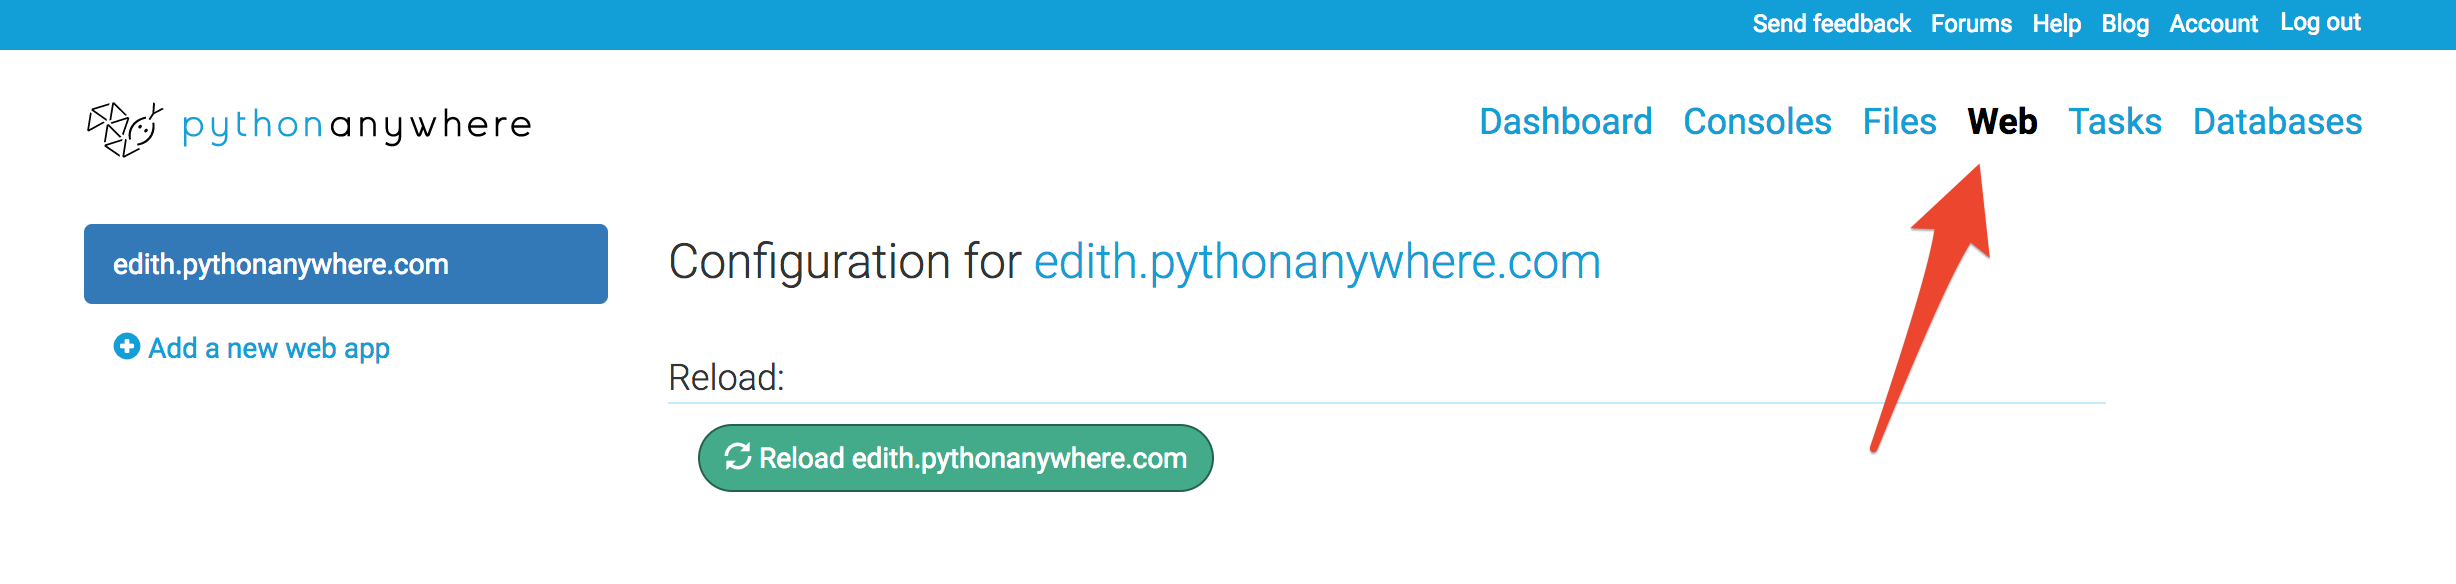 Send feedback Forums Help Blog Account Log out
pythonanywhere
Dashboard Consoles Files Web Tasks Databases
edith.pythonanywhere.com
Add a new web app
Configuration for edith.pythonanywhere.com
Reload:
Reload edith.pythonanywhere.com